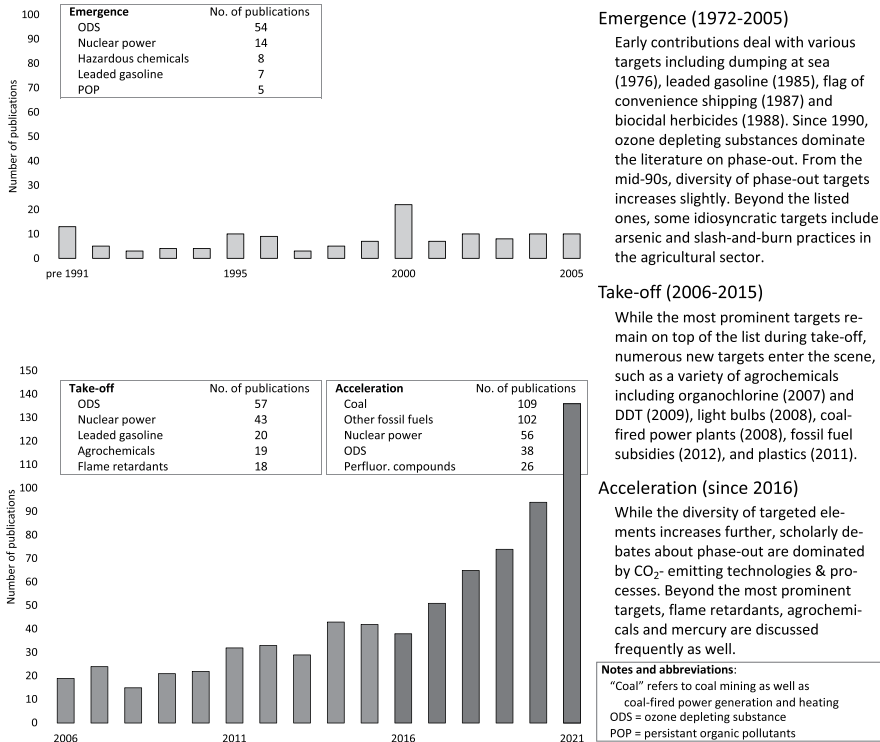 100
90
80
70
60
50
40
30
20
10
0
Number of publications
Emergence No. of publications
ODS 54
Nuclear power 14
Hazardous chemicals 8
Leaded gasoline 7
POP 5
pre 1991 1995 2000 2005
150
140
130
120
110
100
90
80
70
60
50
40
30
20
10
0
Number of publications
Take-off No. of publications
ODS 57
Nuclear power 43
Leaded gasoline 20
Agrochemicals 19
Flame retardants 18
Acceleration No. of publications
Coal 109
Other fossil fuels 102
Nuclear power 56
ODS 38
Perfluor. compounds 26
2006 2011 2016 2021
Emergence (1972-2005)
Early contributions deal with various
targets including dumping at sea
(1976), leaded gasoline (1985), flag of
convenience shipping (1987) and
biocidal herbicides (1988). Since 1990,
ozone depleting substances dominate
the literature on phase-out. From the
mid-90s, diversity of phase-out targets
increases slightly. Beyond the listed
ones, some idiosyncratic targets include
arsenic and slash-and-burn practices in
the agricultural sector.
Take-off (2006-2015)
While the most prominent targets re-
main on top of the list during take-off,
numerous new targets enter the scene,
such as a variety of agrochemicals
including organochlorine (2007) and
DDT (2009), light bulbs (2008), coal-
fired power plants (2008), fossil fuel
subsidies (2012), and plastics (2011).
Acceleration (since 2016)
While the diversity of targeted ele-
ments increases further, scholarly de-
bates about phase-out are dominated
by CO₂- emitting technologies & pro-
cesses. Beyond the most prominent
targets, flame retardants, agrochemi-
cals and mercury are discussed
frequently as well.
Notes and abbreviations:
“Coal” refers to coal mining as well as
coal-fired power generation and heating
ODS = ozone depleting substance
POP = persistant organic pollutants